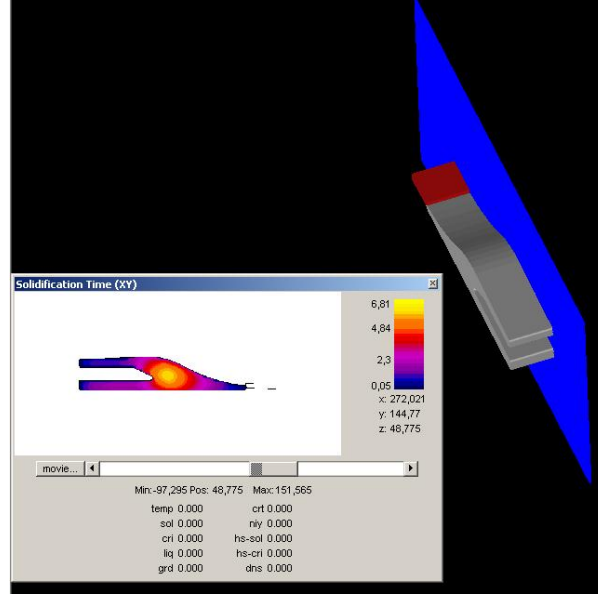 Solidification Time (XY)
6,81
4,84
2,3
0,05
x: 272,021
y: 144,77
z: 48,775
movie...
Min:-97,295 Pos: 48,775 Max: 151,565
temp 0.000 crt 0.000
sol 0.000 niy 0.000
cri 0.000 hs-sol 0.000
liq 0.000 hs-cri 0.000
grd 0.000 dns 0.000